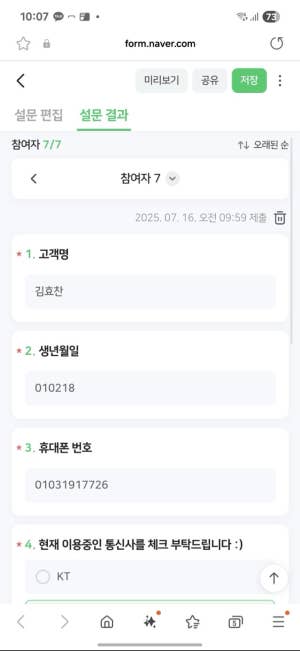 10:07
73
form.naver.com
미리보기 공유 저장
설문 편집 설문 결과
참여자 7/7 ↑↓ 오래된 순
참여자 7
2025. 07. 16. 오전 09:59 제출
* 1. 고객명
김효찬
* 2. 생년월일
010218
* 3. 휴대폰 번호
01031917726
* 4. 현재 이용중인 통신사를 체크 부탁드립니다 :)
KT
5